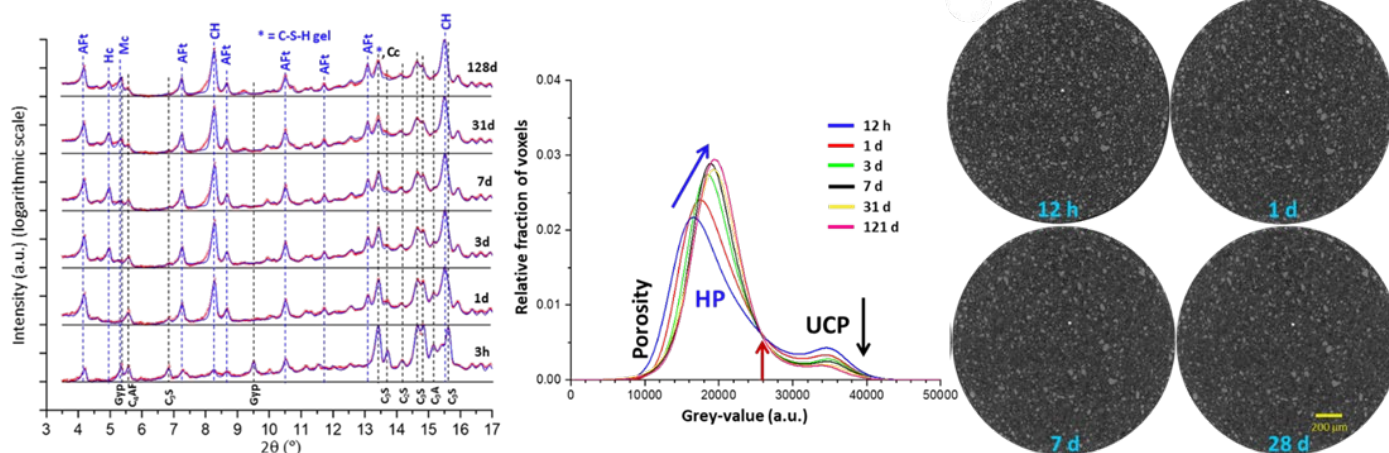 AFt
Hc
Mc
AFt
CH
AFt
* = C-S-H gel
AFt
AFt
AFt
*, Cc
CH
128d
31d
7d
3d
1d
3h
Intensity (a.u.) (logarithmic scale)
Gyp
C₄AF
C₃S
Gyp
C₃S
C₃S
C₃S
C₃A
C₃S
3 4 5 6 7 8 9 10 11 12 13 14 15 16 17
2θ (°)
0.04
0.03
0.02
0.01
0.00
Relative fraction of voxels
12 h
1 d
3 d
7 d
31 d
121 d
Porosity
HP
UCP
0 10000 20000 30000 40000 50000
Grey-value (a.u.)
12 h
1 d
7 d
28 d
200 µm